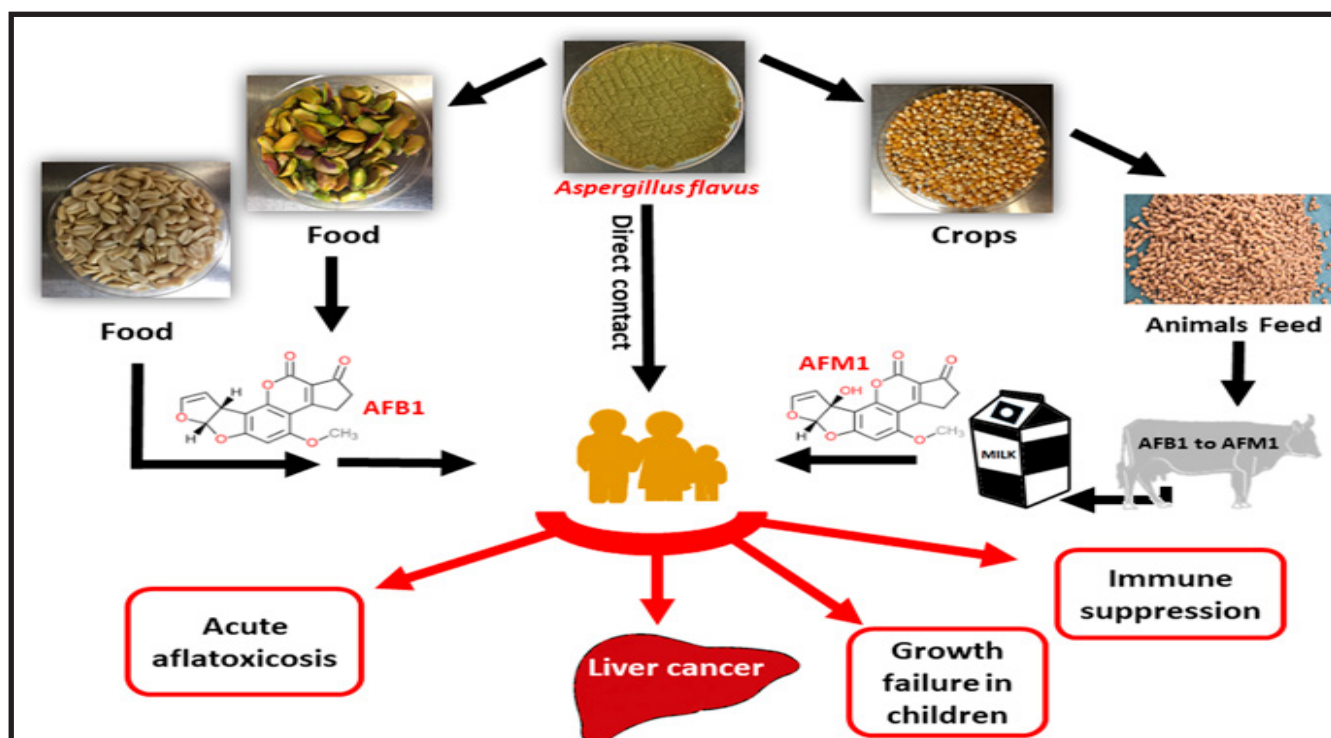 Aspergillus flavus
Food
Crops
Food
Direct contact
Animals Feed
AFB1
AFM1
O
O
O
H
O
H
O
O
CH3
O
O
O
OH
O
H
O
O
CH3
MILK
AFB1 to AFM1
Acute
aflatoxicosis
Liver cancer
Growth
failure in
children
Immune
suppression